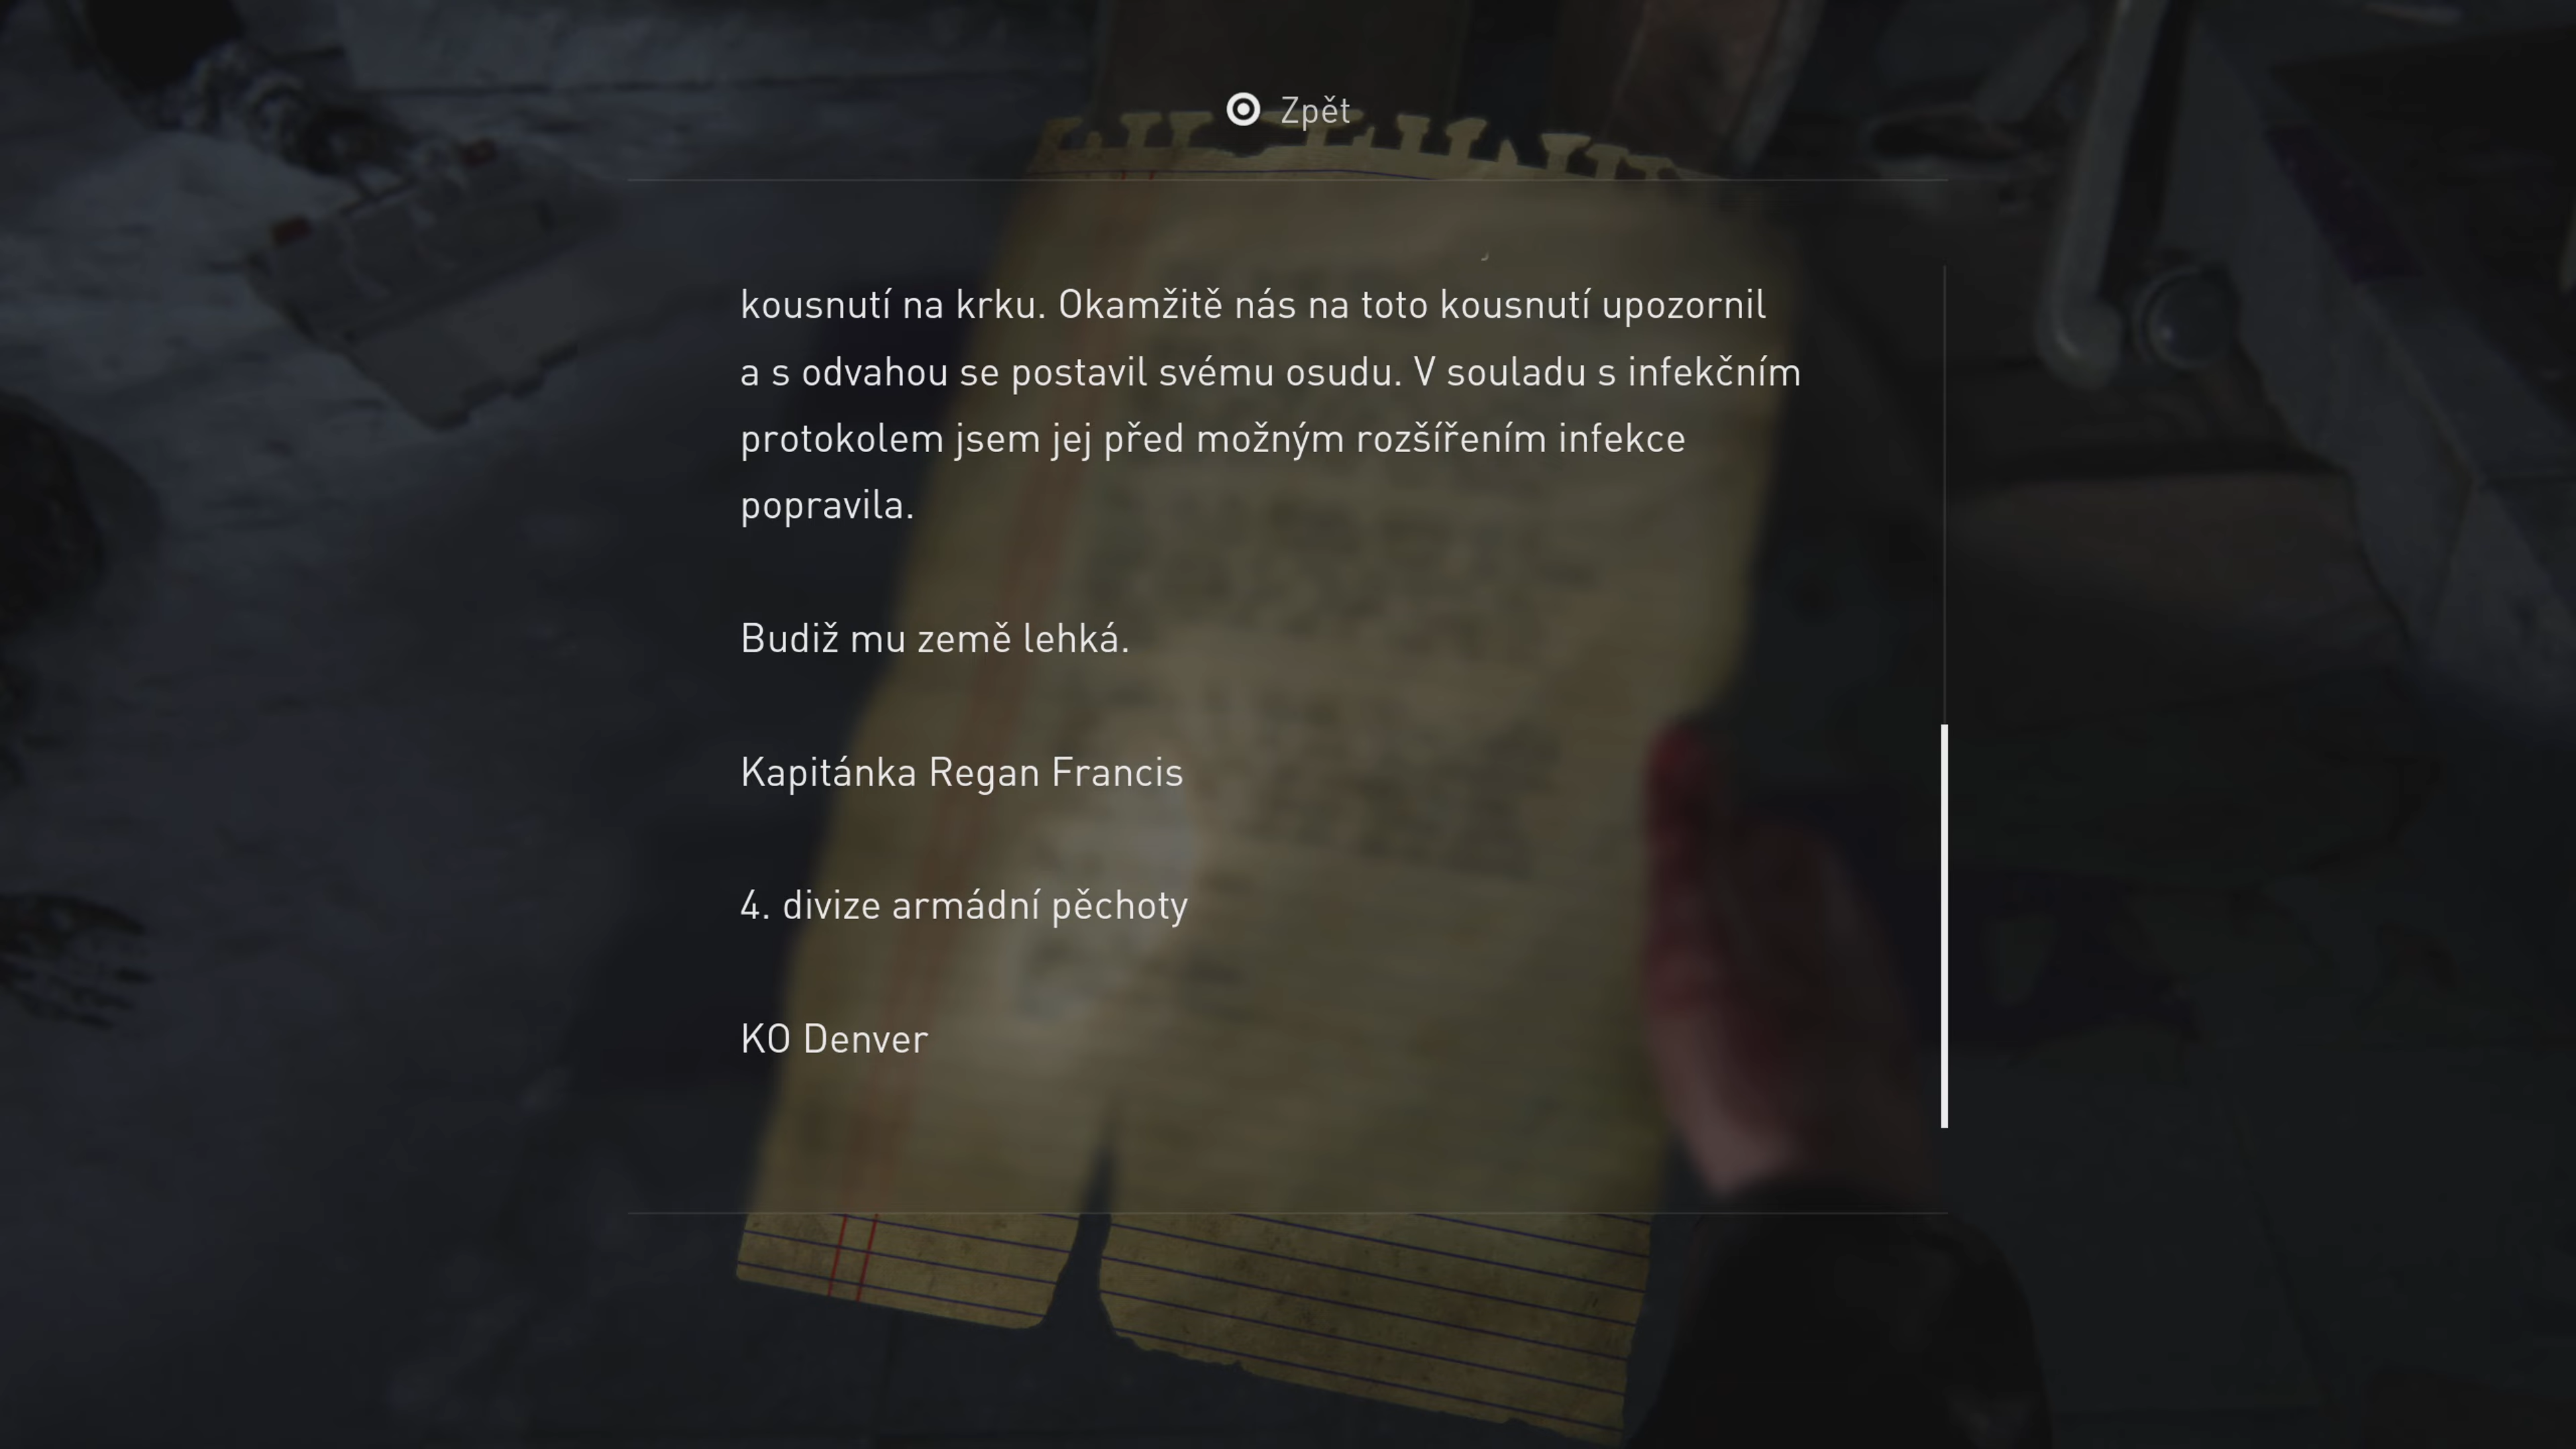 Zpět
kousnutí na krku. Okamžitě nás na toto kousnutí upozornil
a s odvahou se postavil svému osudu. V souladu s infekčním
protokolem jsem jej před možným rozšířením infekce
popravila.
Budiž mu země lehká.
Kapitánka Regan Francis
4. divize armádní pěchoty
KO Denver